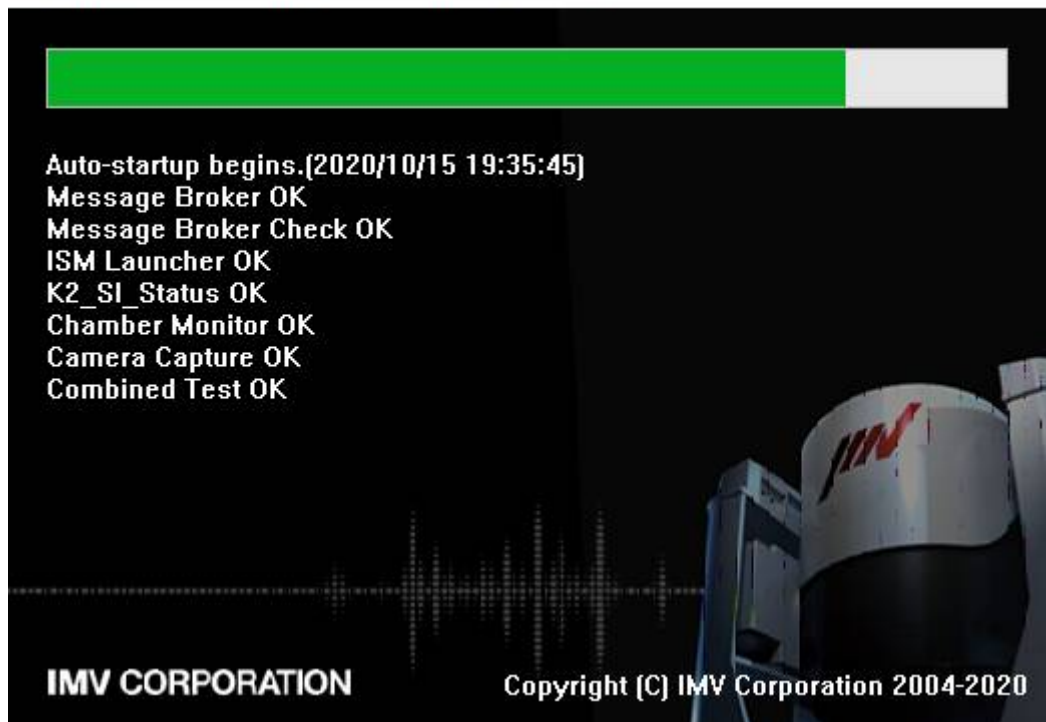 Auto-startup begins.(2020/10/15 19:35:45)
Message Broker OK
Message Broker Check OK
ISM Launcher OK
K2_SI_Status OK
Chamber Monitor OK
Camera Capture OK
Combined Test OK
IMV
IMV CORPORATION
Copyright (C) IMV Corporation 2004-2020